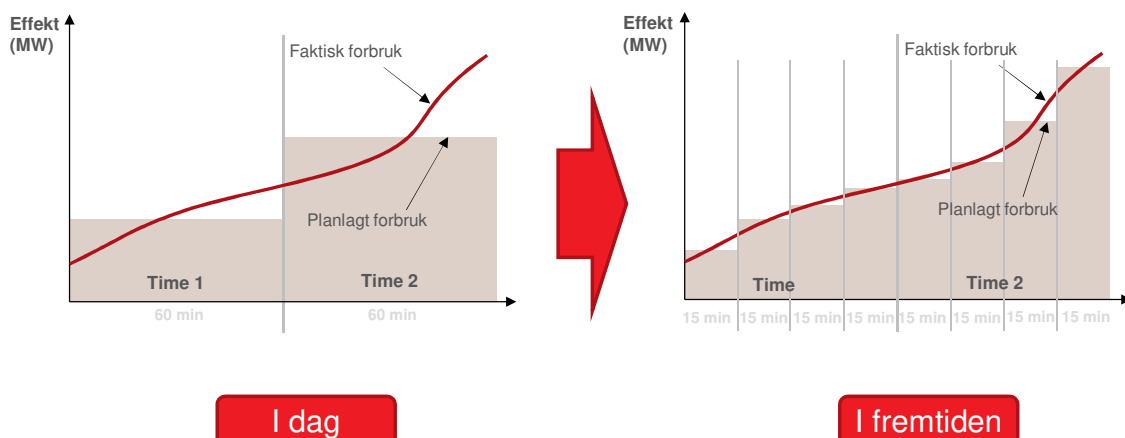 Effekt
(MW)
Faktisk forbruk
Planlagt forbruk
Time 1
Time 2
60 min
60 min
I dag
Effekt
(MW)
Faktisk forbruk
Planlagt forbruk
Time
Time 2
15 min 15 min 15 min 15 min 15 min 15 min 15 min 15 min
I fremtiden